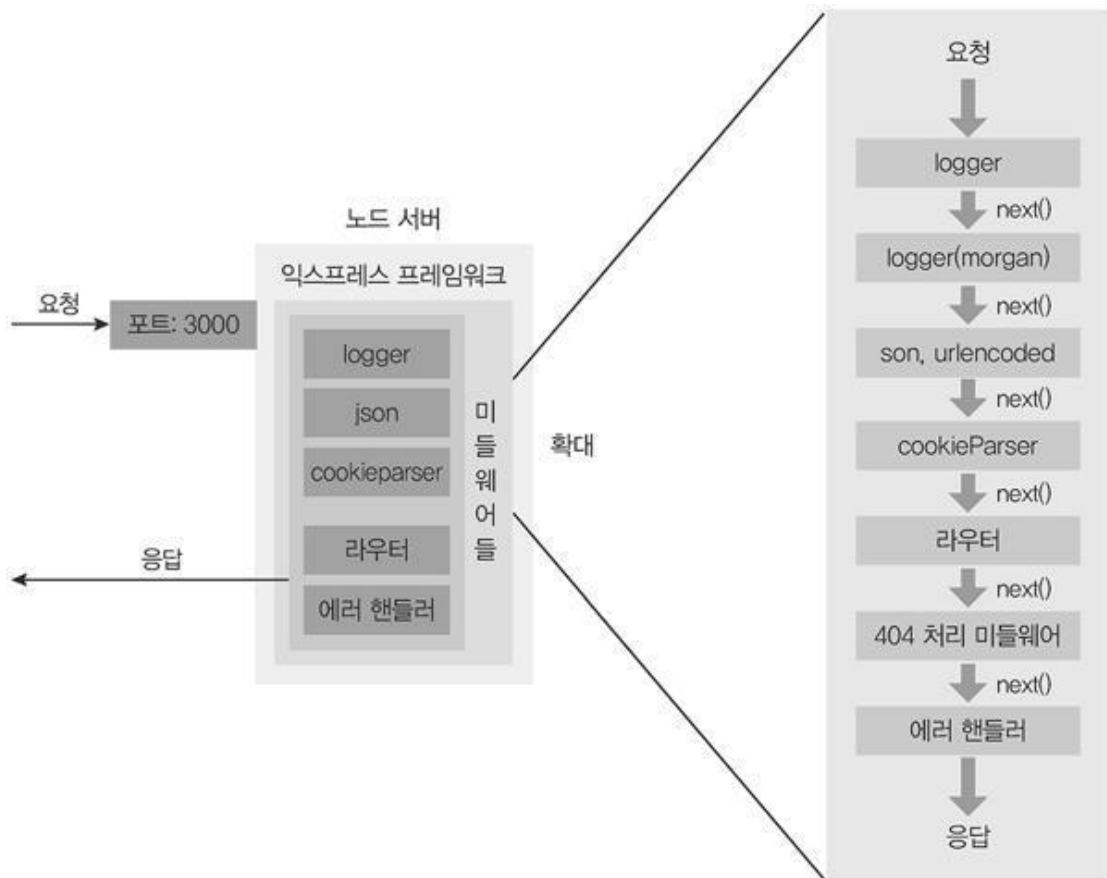 노드 서버
익스프레스 프레임워크
요청
포트: 3000
logger
json
cookieparser
라우터
에러 핸들러
미들웨어들
응답
확대
요청
logger
next()
logger(morgan)
next()
son, urlencoded
next()
cookieParser
next()
라우터
next()
404 처리 미들웨어
next()
에러 핸들러
응답